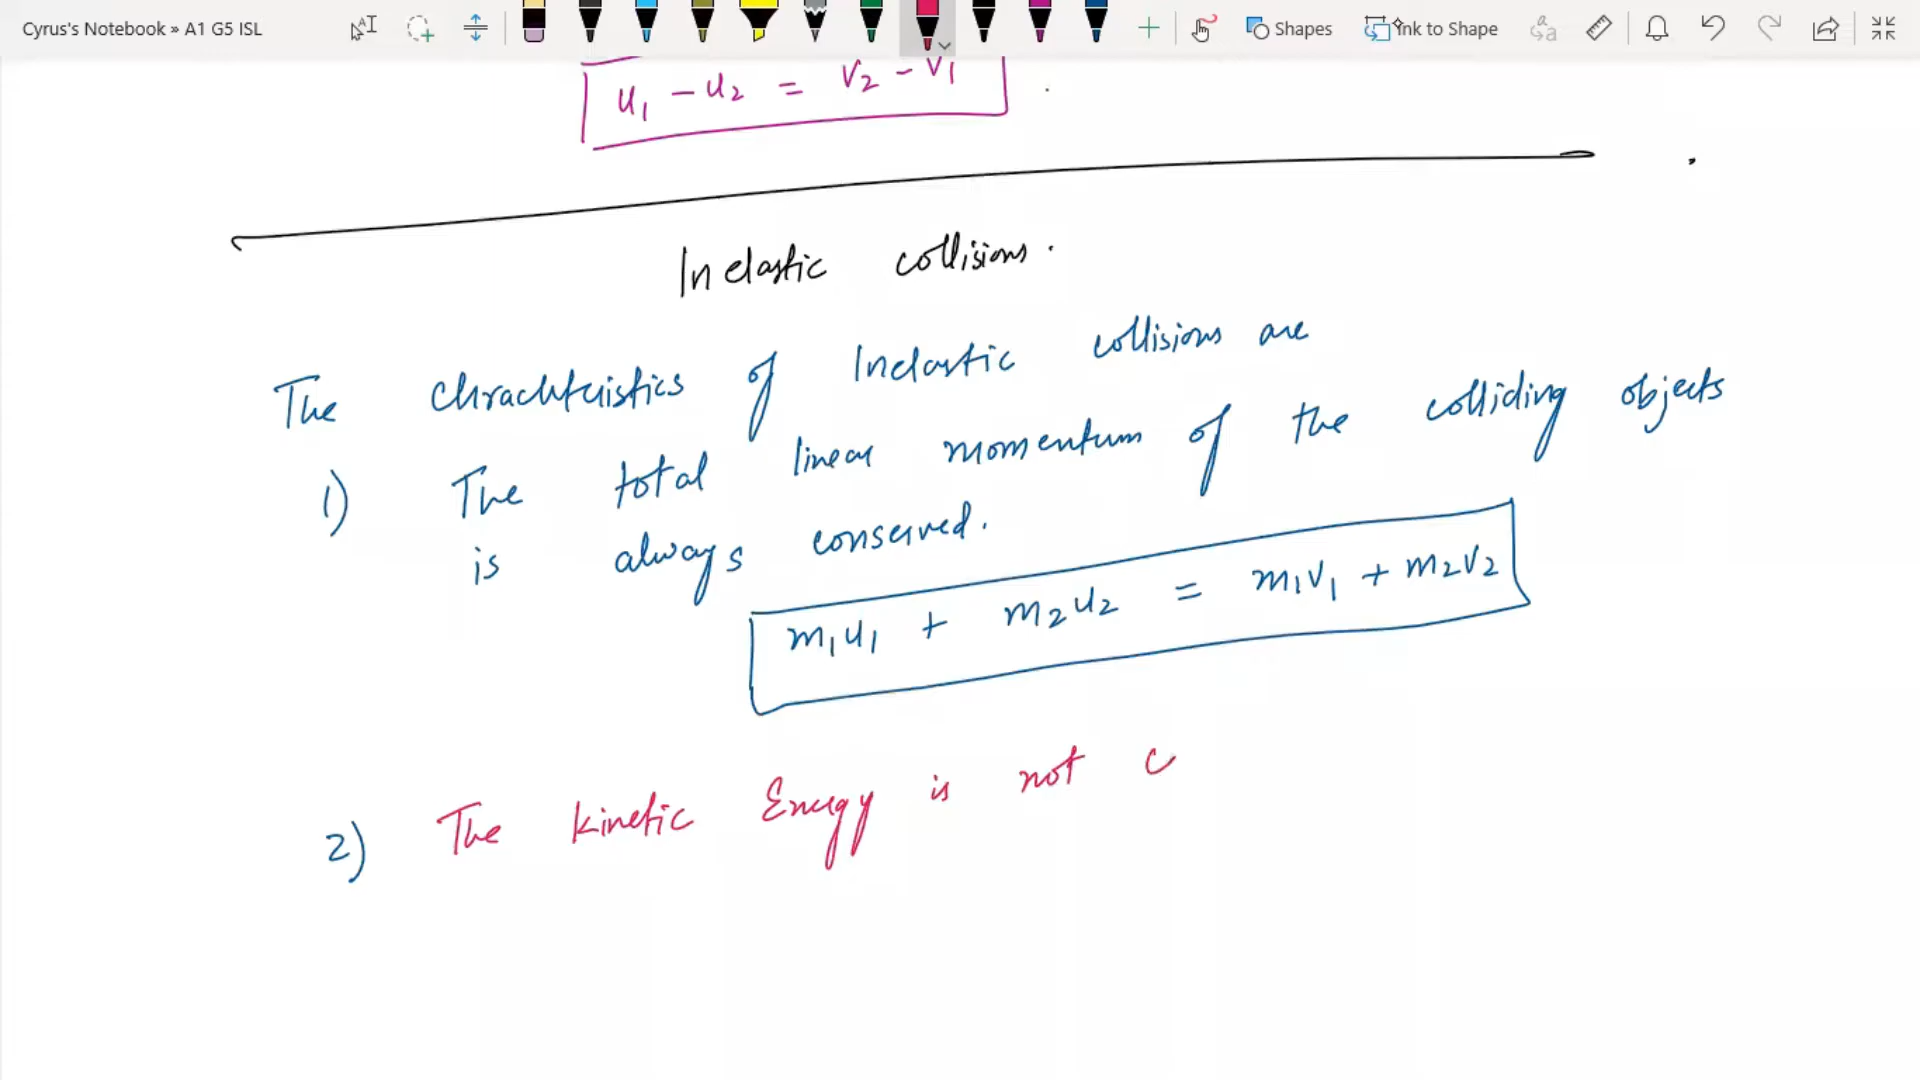 Cyrus's Notebook » A1 G5 ISL
Shapes
Ink to Shape
u₁ - u₂ = v₂ - v₁
Inelastic collisions.
The chrachteristics of Inelastic collisions are
1) The total linear momentum of the colliding objects
is always conserved.
m₁u₁ + m₂u₂ = m₁v₁ + m₂v₂
2) The kinetic Energy is not c